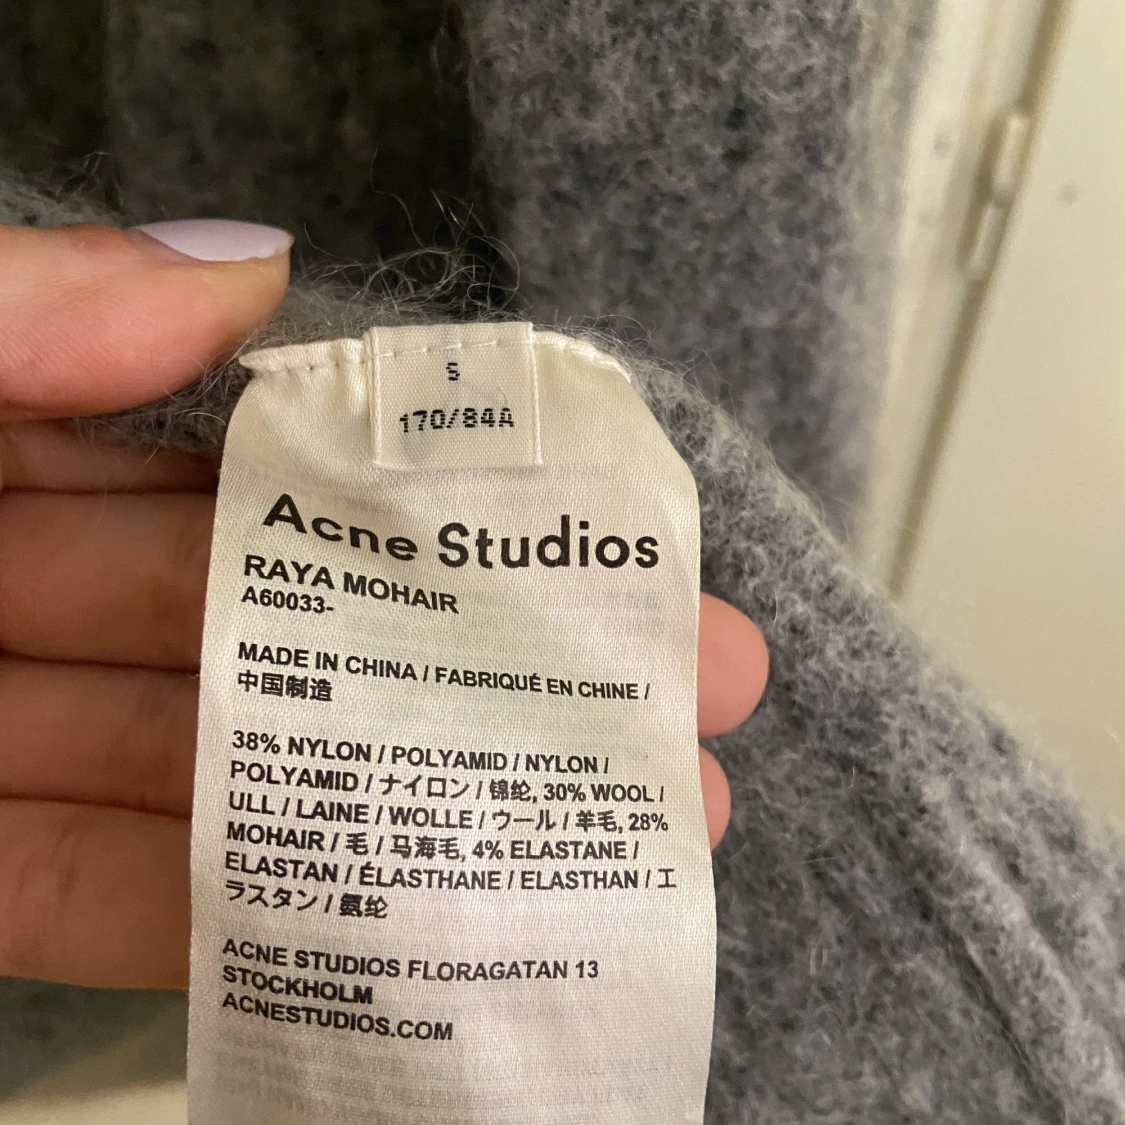 S
170/84A
Acne Studios
RAYA MOHAIR
A60033-
MADE IN CHINA / FABRIQUÉ EN CHINE /
中国制造
38% NYLON / POLYAMID / NYLON /
POLYAMID / ナイロン / 锦纶, 30% WOOL /
ULL / LAINE / WOLLE / ウール / 羊毛, 28%
MOHAIR / 毛 / 马海毛, 4% ELASTANE /
ELASTAN / ÉLASTHANE / ELASTHAN / エ
ラスタン / 氨纶
ACNE STUDIOS FLORAGATAN 13
STOCKHOLM
ACNESTUDIOS.COM